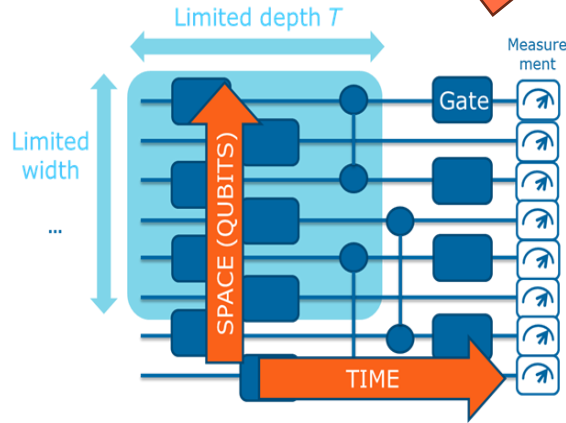 Limited depth T
Measure
ment
Gate
Limited
width
...
SPACE (QUBITS)
TIME